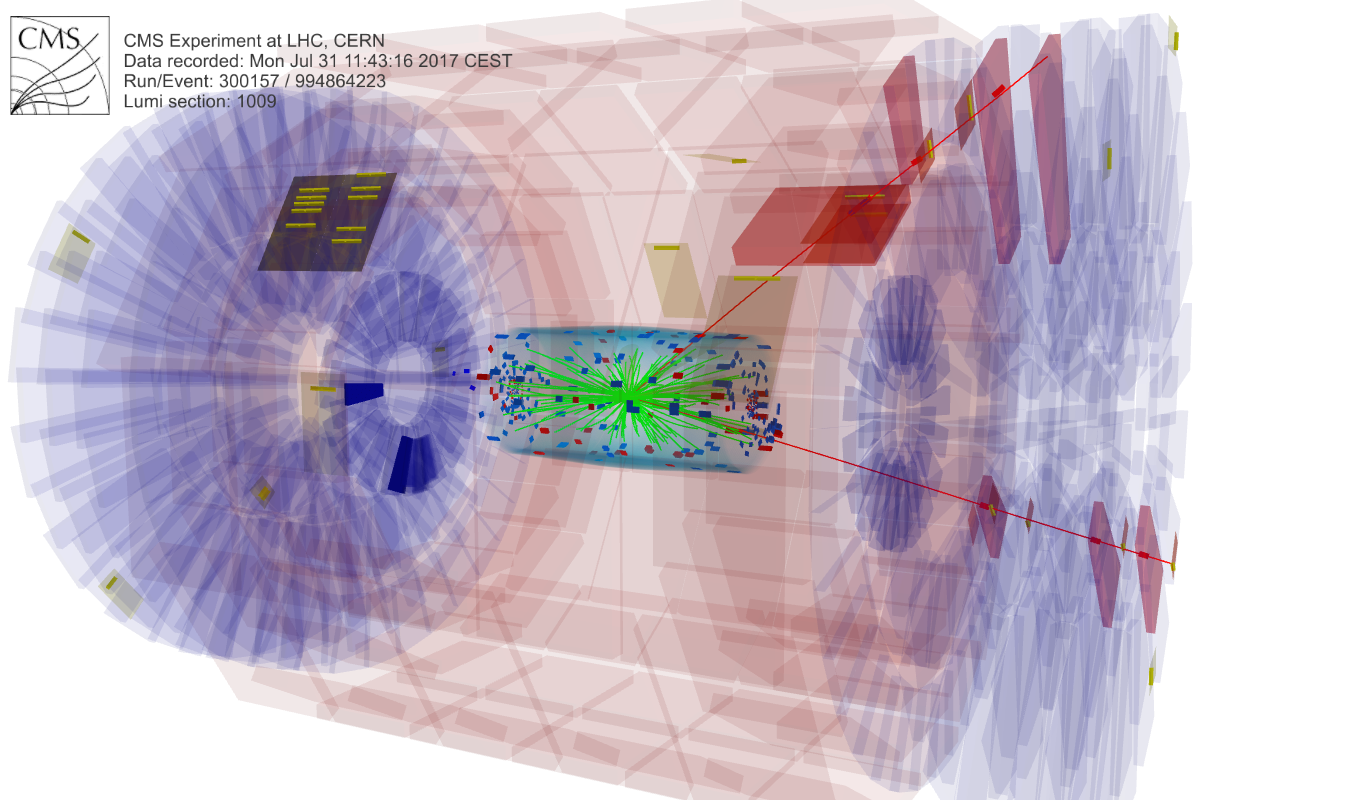 CMS
CMS Experiment at LHC, CERN
Data recorded: Mon Jul 31 11:43:16 2017 CEST
Run/Event: 300157 / 994864223
Lumi section: 1009